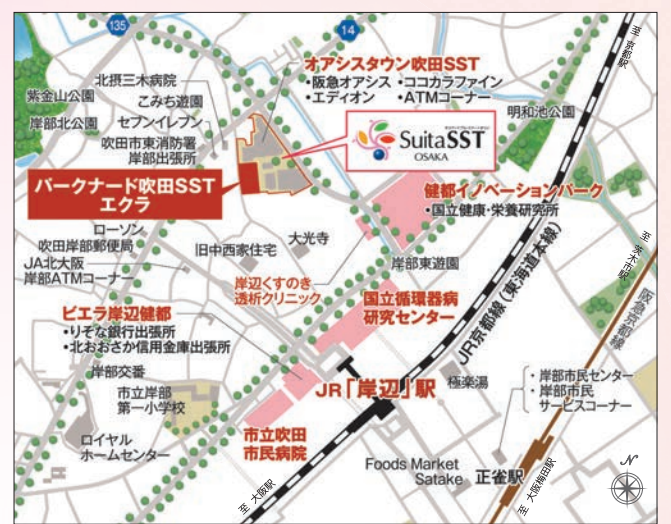 135
14
至 京都駅
オアシスタウン吹田SST
・阪急オアシス ・ココカラファイン
・エディオン ・ATMコーナー
北摂三木病院
こみち遊園
紫金山公園
セブンイレブン
岸部北公園
吹田市東消防署
岸部出張所
明和池公園
SuitaSST
OSAKA
パークナード吹田SST
エクラ
健都イノベーションパーク
・国立健康・栄養研究所
ローソン
吹田岸部郵便局
JA北大阪
岸部ATMコーナー
旧中西家住宅
大光寺
岸部東遊園
JR京都線(東海道本線)
至 茨木市駅
阪急京都線
岸辺くすのき
透析クリニック
国立循環器病
研究センター
ビエラ岸辺健都
・りそな銀行出張所
・北おおさか信用金庫出張所
岸部交番
市立岸部
第一小学校
JR「岸辺」駅
極楽湯
・岸部市民センター
・岸部市民
サービスコーナー
ロイヤル
ホームセンター
市立吹田
市民病院
Foods Market
Satake
正雀駅
N
至 大阪駅
至 大阪梅田駅